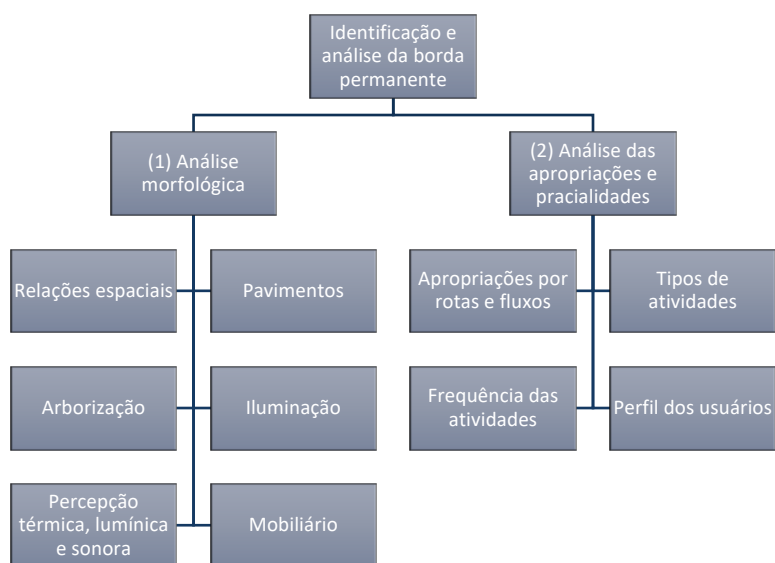 Identificação e
análise da borda
permanente
(1) Análise
morfológica
(2) Análise das
apropriações e
pracialidades
Relações espaciais
Pavimentos
Arborização
Iluminação
Percepção
térmica, lumínica
e sonora
Mobiliário
Apropriações por
rotas e fluxos
Tipos de
atividades
Frequência das
atividades
Perfil dos usuários